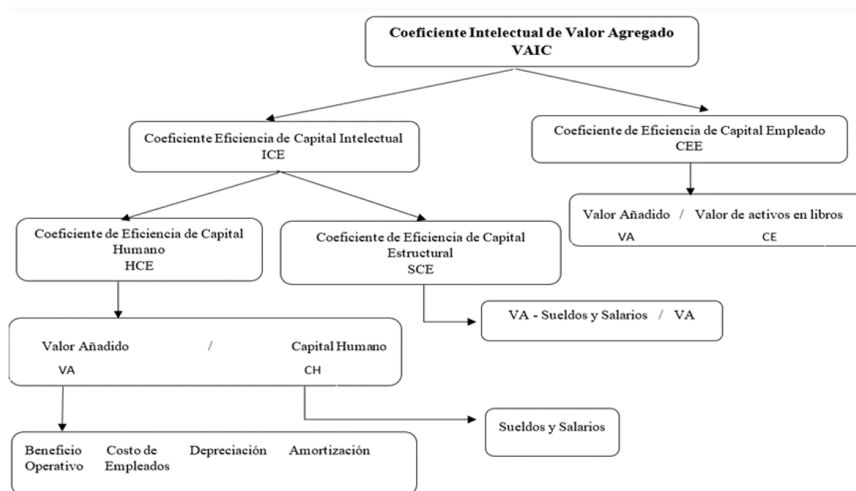 Coeficiente Intelectual de Valor Agregado
VAIC
Coeficiente Eficiencia de Capital Intelectual
ICE
Coeficiente de Eficiencia de Capital Empleado
CEE
Valor Añadido / Valor de activos en libros
VA CE
Coeficiente de Eficiencia de Capital
Humano
HCE
Coeficiente de Eficiencia de Capital
Estructural
SCE
VA - Sueldos y Salarios / VA
Valor Añadido / Capital Humano
VA CH
Sueldos y Salarios
Beneficio Costo de Depreciación Amortización
Operativo Empleados